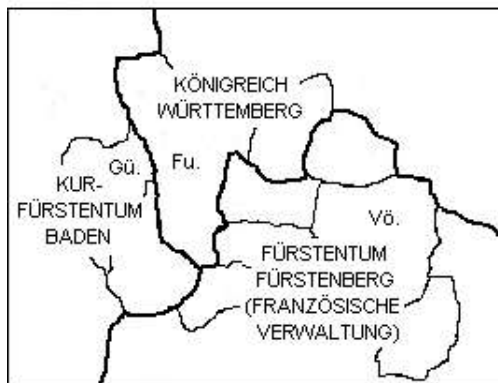 KÖNIGREICH
WÜRTTEMBERG
Gü.
Fu.
KUR-
FÜRSTENTUM
BADEN
Vö.
FÜRSTENTUM
FÜRSTENBERG
(FRANZÖSISCHE
VERWALTUNG)